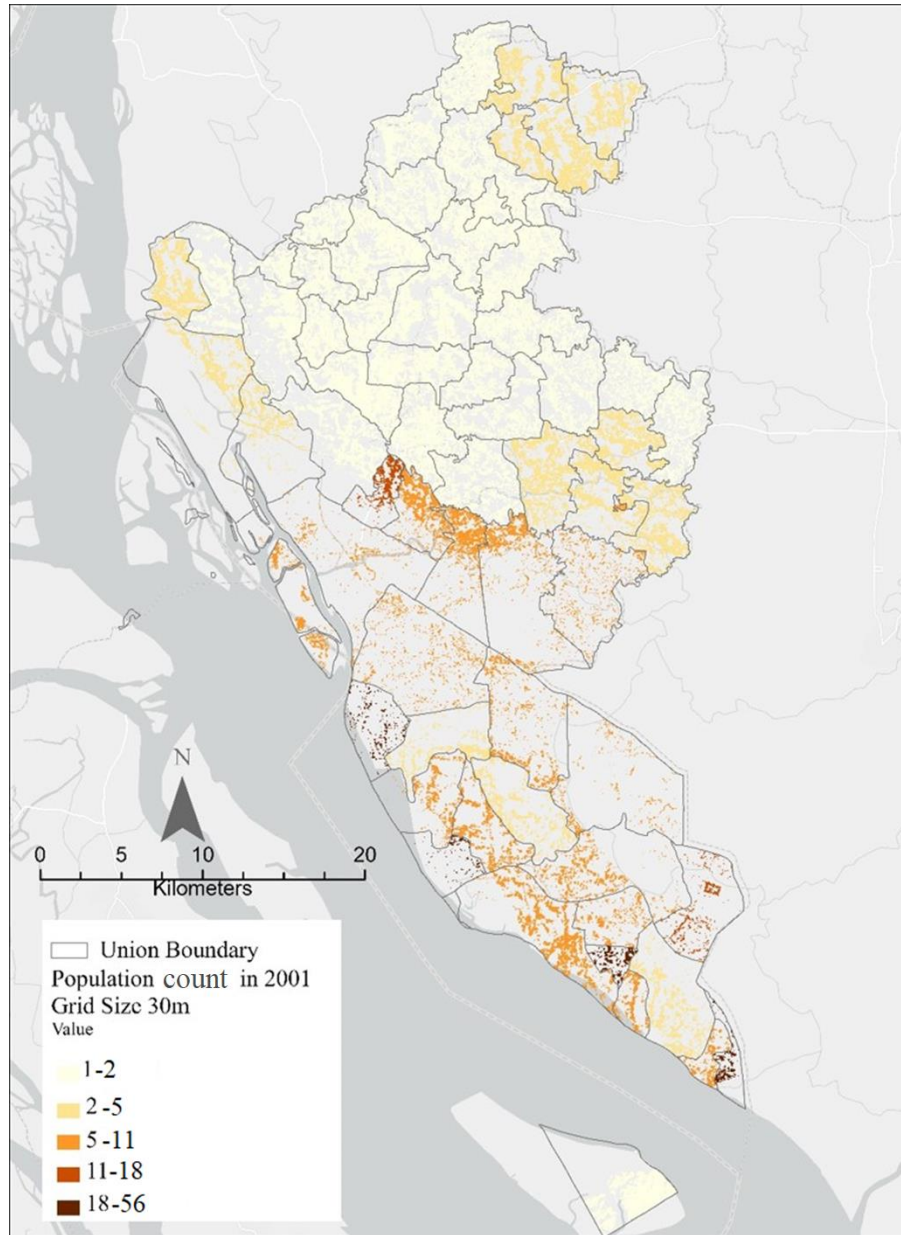 N
0 5 10 20
Kilometers
Union Boundary
Population count in 2001
Grid Size 30m
Value
1-2
2-5
5-11
11-18
18-56